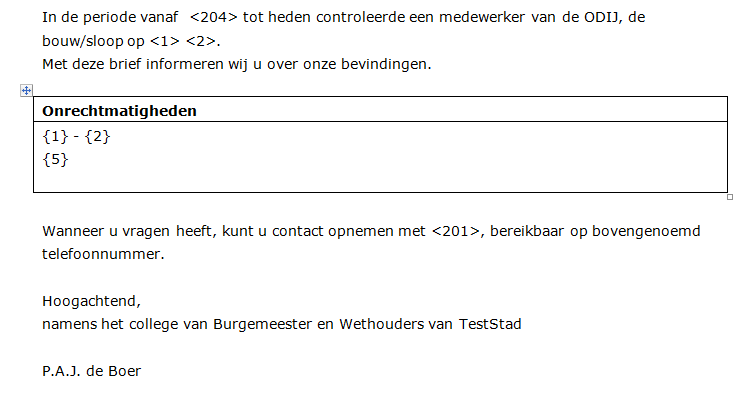 In de periode vanaf  <204> tot heden controleerde een medewerker van de ODIJ, de
bouw/sloop op <1> <2>.
Met deze brief informeren wij u over onze bevindingen.
Onrechtmatigheden
{1} - {2}
{5}
Wanneer u vragen heeft, kunt u contact opnemen met <201>, bereikbaar op bovengenoemd
telefoonnummer.
Hoogachtend,
namens het college van Burgemeester en Wethouders van TestStad
P.A.J. de Boer